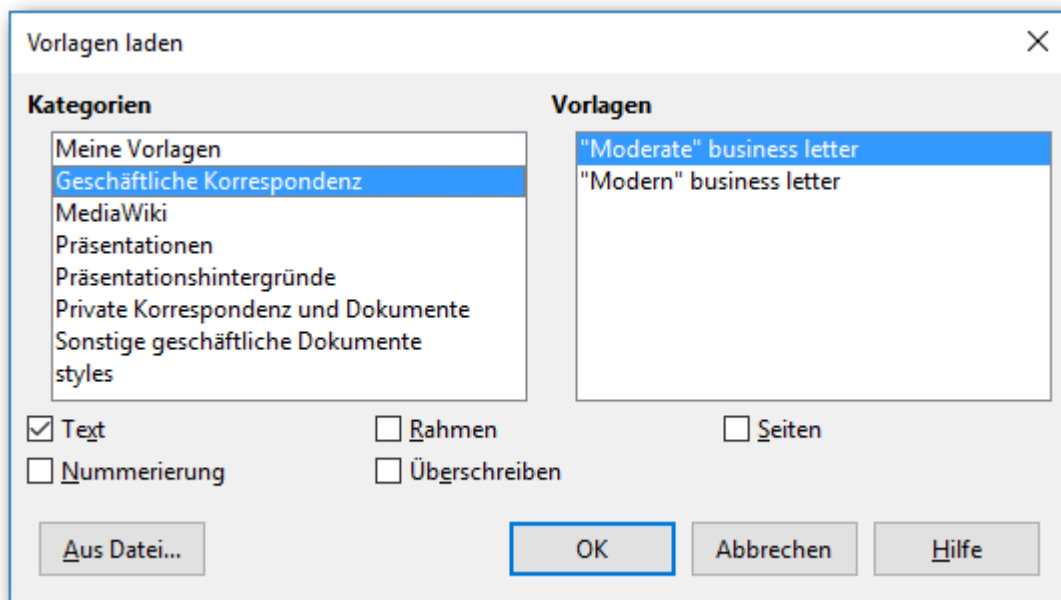 Vorlagen laden
Kategorien
Meine Vorlagen
Geschäftliche Korrespondenz
MediaWiki
Präsentationen
Präsentationshintergründe
Private Korrespondenz und Dokumente
Sonstige geschäftliche Dokumente
styles
Vorlagen
"Moderate" business letter
"Modern" business letter
Text
Rahmen
Seiten
Nummerierung
Überschreiben
Aus Datei...
OK
Abbrechen
Hilfe